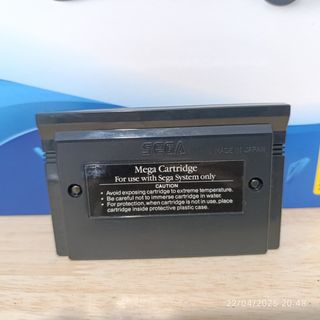 SEGA
MADE IN JAPAN
Mega Cartridge
For use with Sega System only
CAUTION
• Avoid exposing cartridge to extreme temperature.
• Be careful not to immerse cartridge in water.
• For protection, when cartridge is not in use, place
cartridge inside protective plastic case.
22/04/2025 20:48